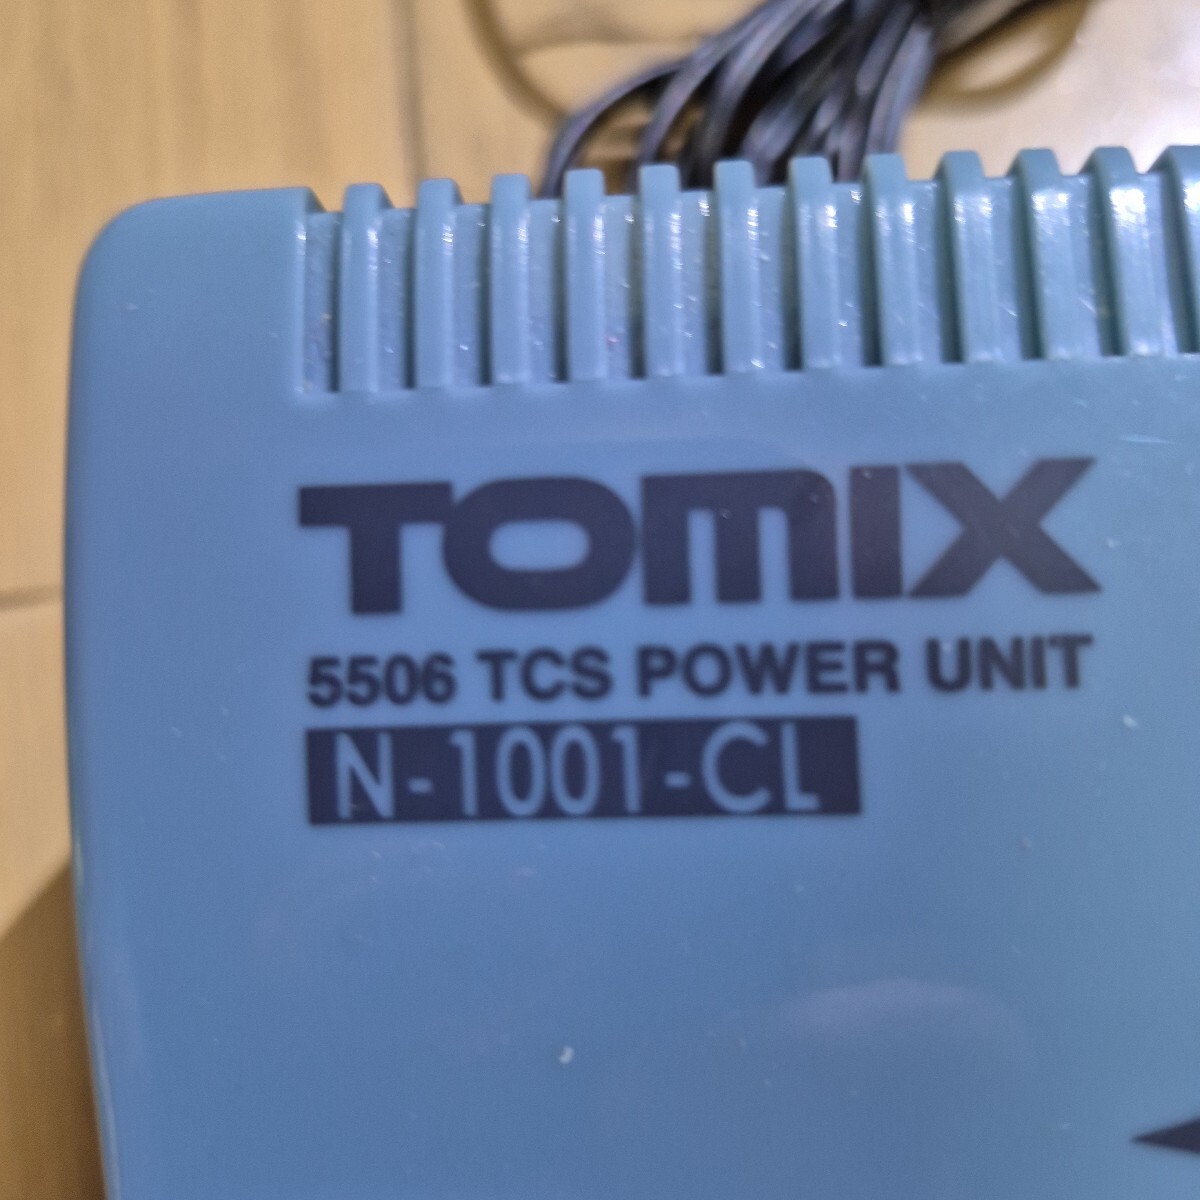 TOMIX
5506 TCS POWER UNIT
N-1001-CL